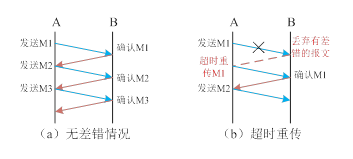 A B
发送M1
确认M1
发送M2
确认M2
发送M3
确认M3
(a) 无差错情况
A B
发送M1
丢弃有差
错的报文
超时重
传M1
确认M1
发送M2
(b) 超时重传